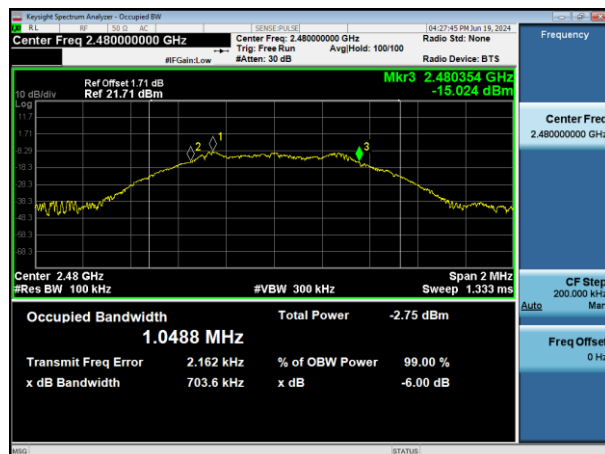 Keysight Spectrum Analyzer - Occupied BW
RL RF 50 Ω AC SENSE:PULSE 04:27:45 PM Jun 19, 2024
Center Freq 2.480000000 GHz
Center Freq: 2.480000000 GHz Radio Std: None
Trig: Free Run Avg|Hold: 100/100
#IFGain:Low #Atten: 30 dB Radio Device: BTS
Frequency
Ref Offset 1.71 dB
Mkr3 2.480354 GHz
10 dB/div Ref 21.71 dBm
-15.024 dBm
Log
11.7
1.71
-8.29
-18.3
-28.3
-38.3
-48.3
-58.3
-68.3
2 1 3
Center 2.48 GHz Span 2 MHz
#Res BW 100 kHz #VBW 300 kHz Sweep 1.333 ms
Center Freq
2.480000000 GHz
CF Step
200.000 kHz
Auto Man
Freq Offset
0 Hz
Occupied Bandwidth Total Power -2.75 dBm
1.0488 MHz
Transmit Freq Error 2.162 kHz % of OBW Power 99.00 %
x dB Bandwidth 703.6 kHz x dB -6.00 dB
MSG STATUS